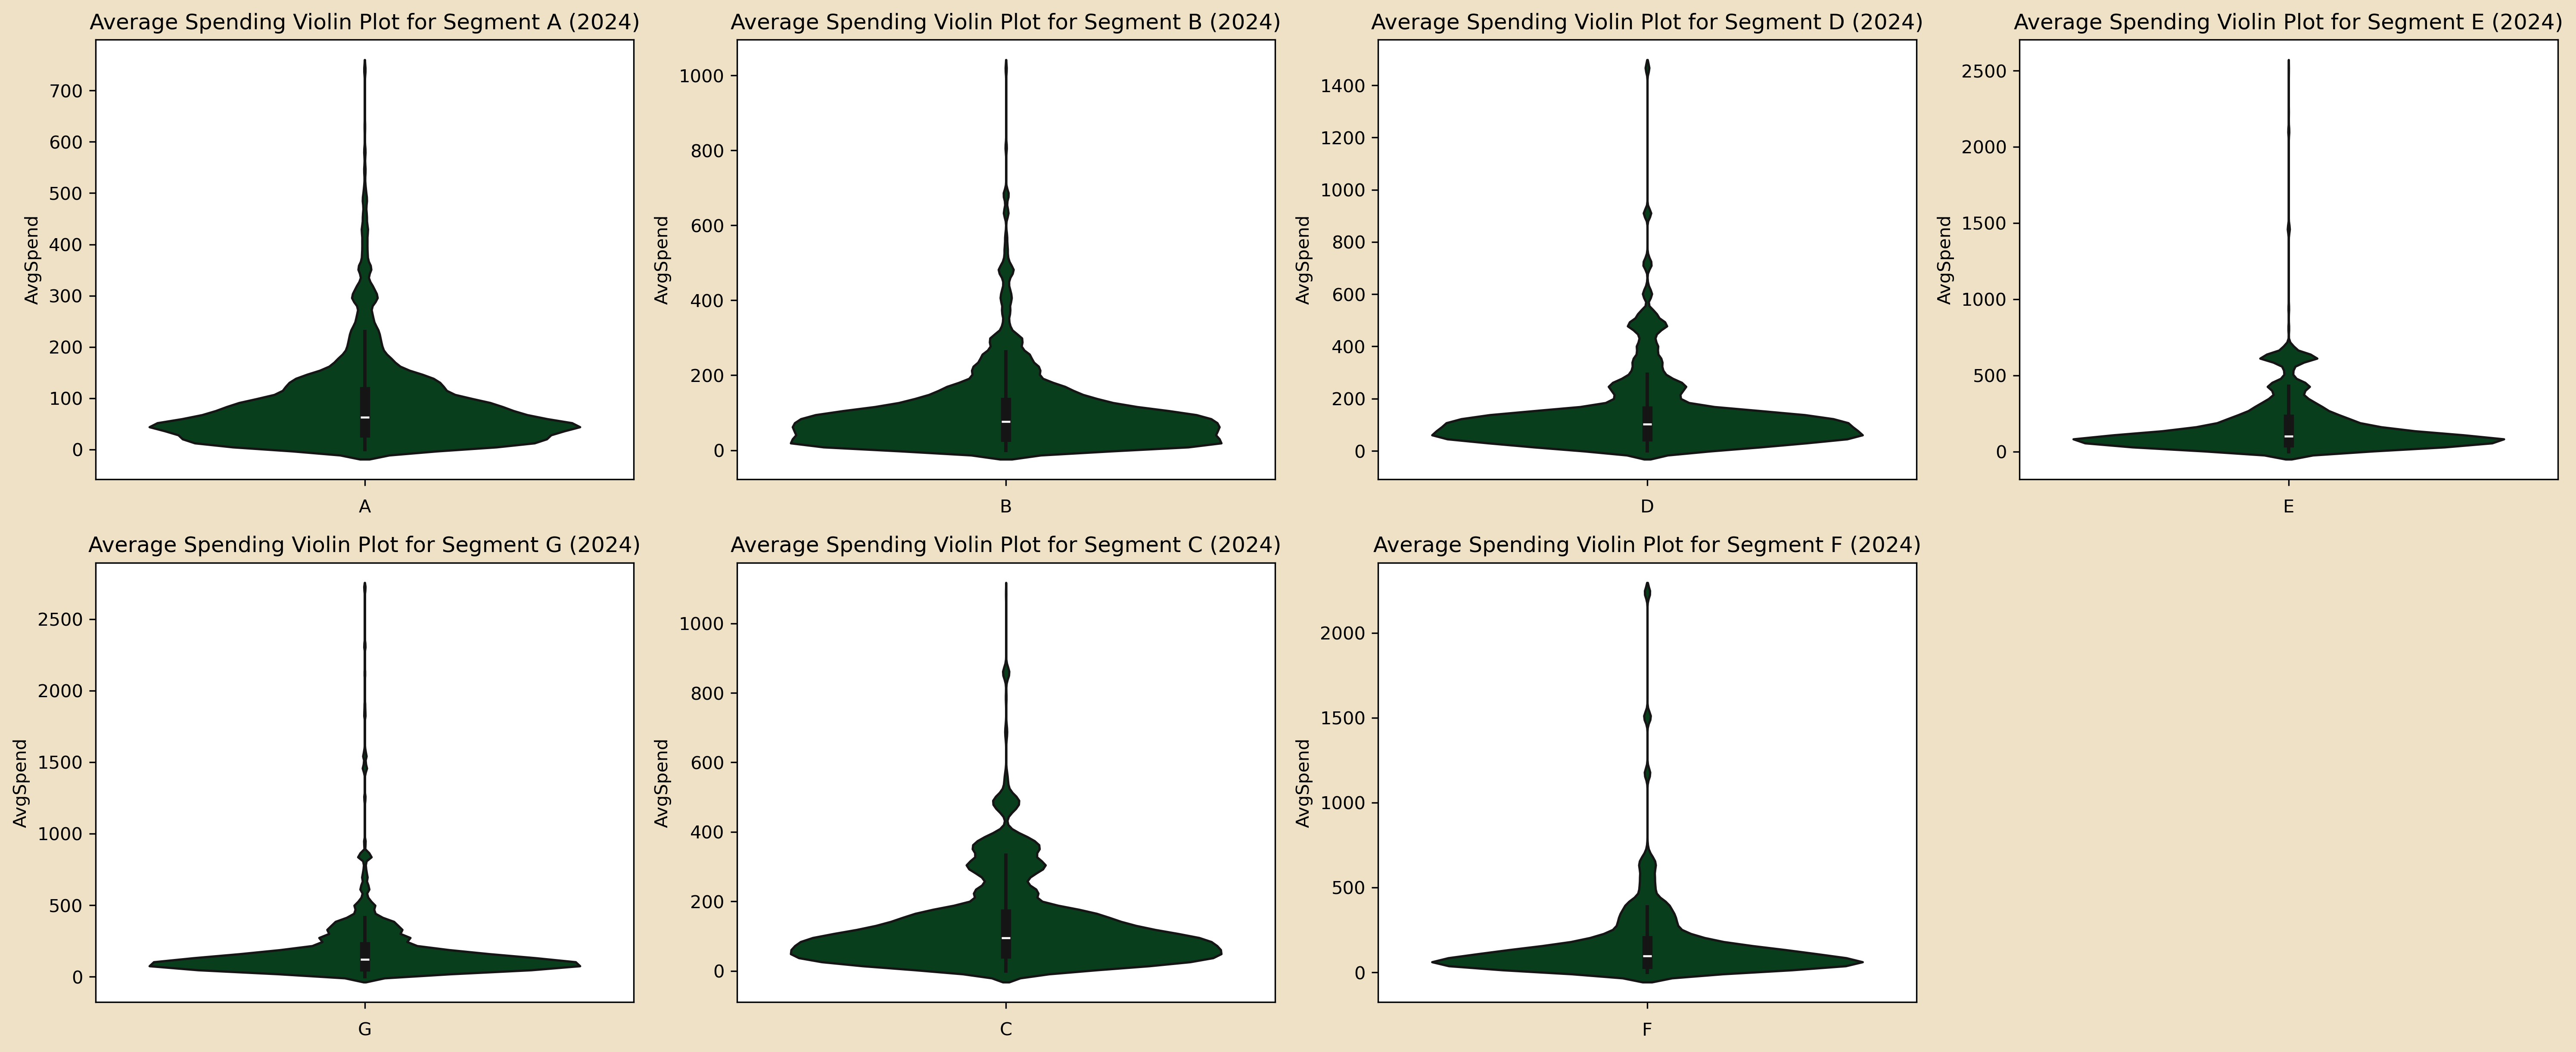 Average Spending Violin Plot for Segment A (2024)
AvgSpend
700
600
500
400
300
200
100
0
A
Average Spending Violin Plot for Segment B (2024)
AvgSpend
1000
800
600
400
200
0
B
Average Spending Violin Plot for Segment D (2024)
AvgSpend
1400
1200
1000
800
600
400
200
0
D
Average Spending Violin Plot for Segment E (2024)
AvgSpend
2500
2000
1500
1000
500
0
E
Average Spending Violin Plot for Segment G (2024)
AvgSpend
2500
2000
1500
1000
500
0
G
Average Spending Violin Plot for Segment C (2024)
AvgSpend
1000
800
600
400
200
0
C
Average Spending Violin Plot for Segment F (2024)
AvgSpend
2000
1500
1000
500
0
F